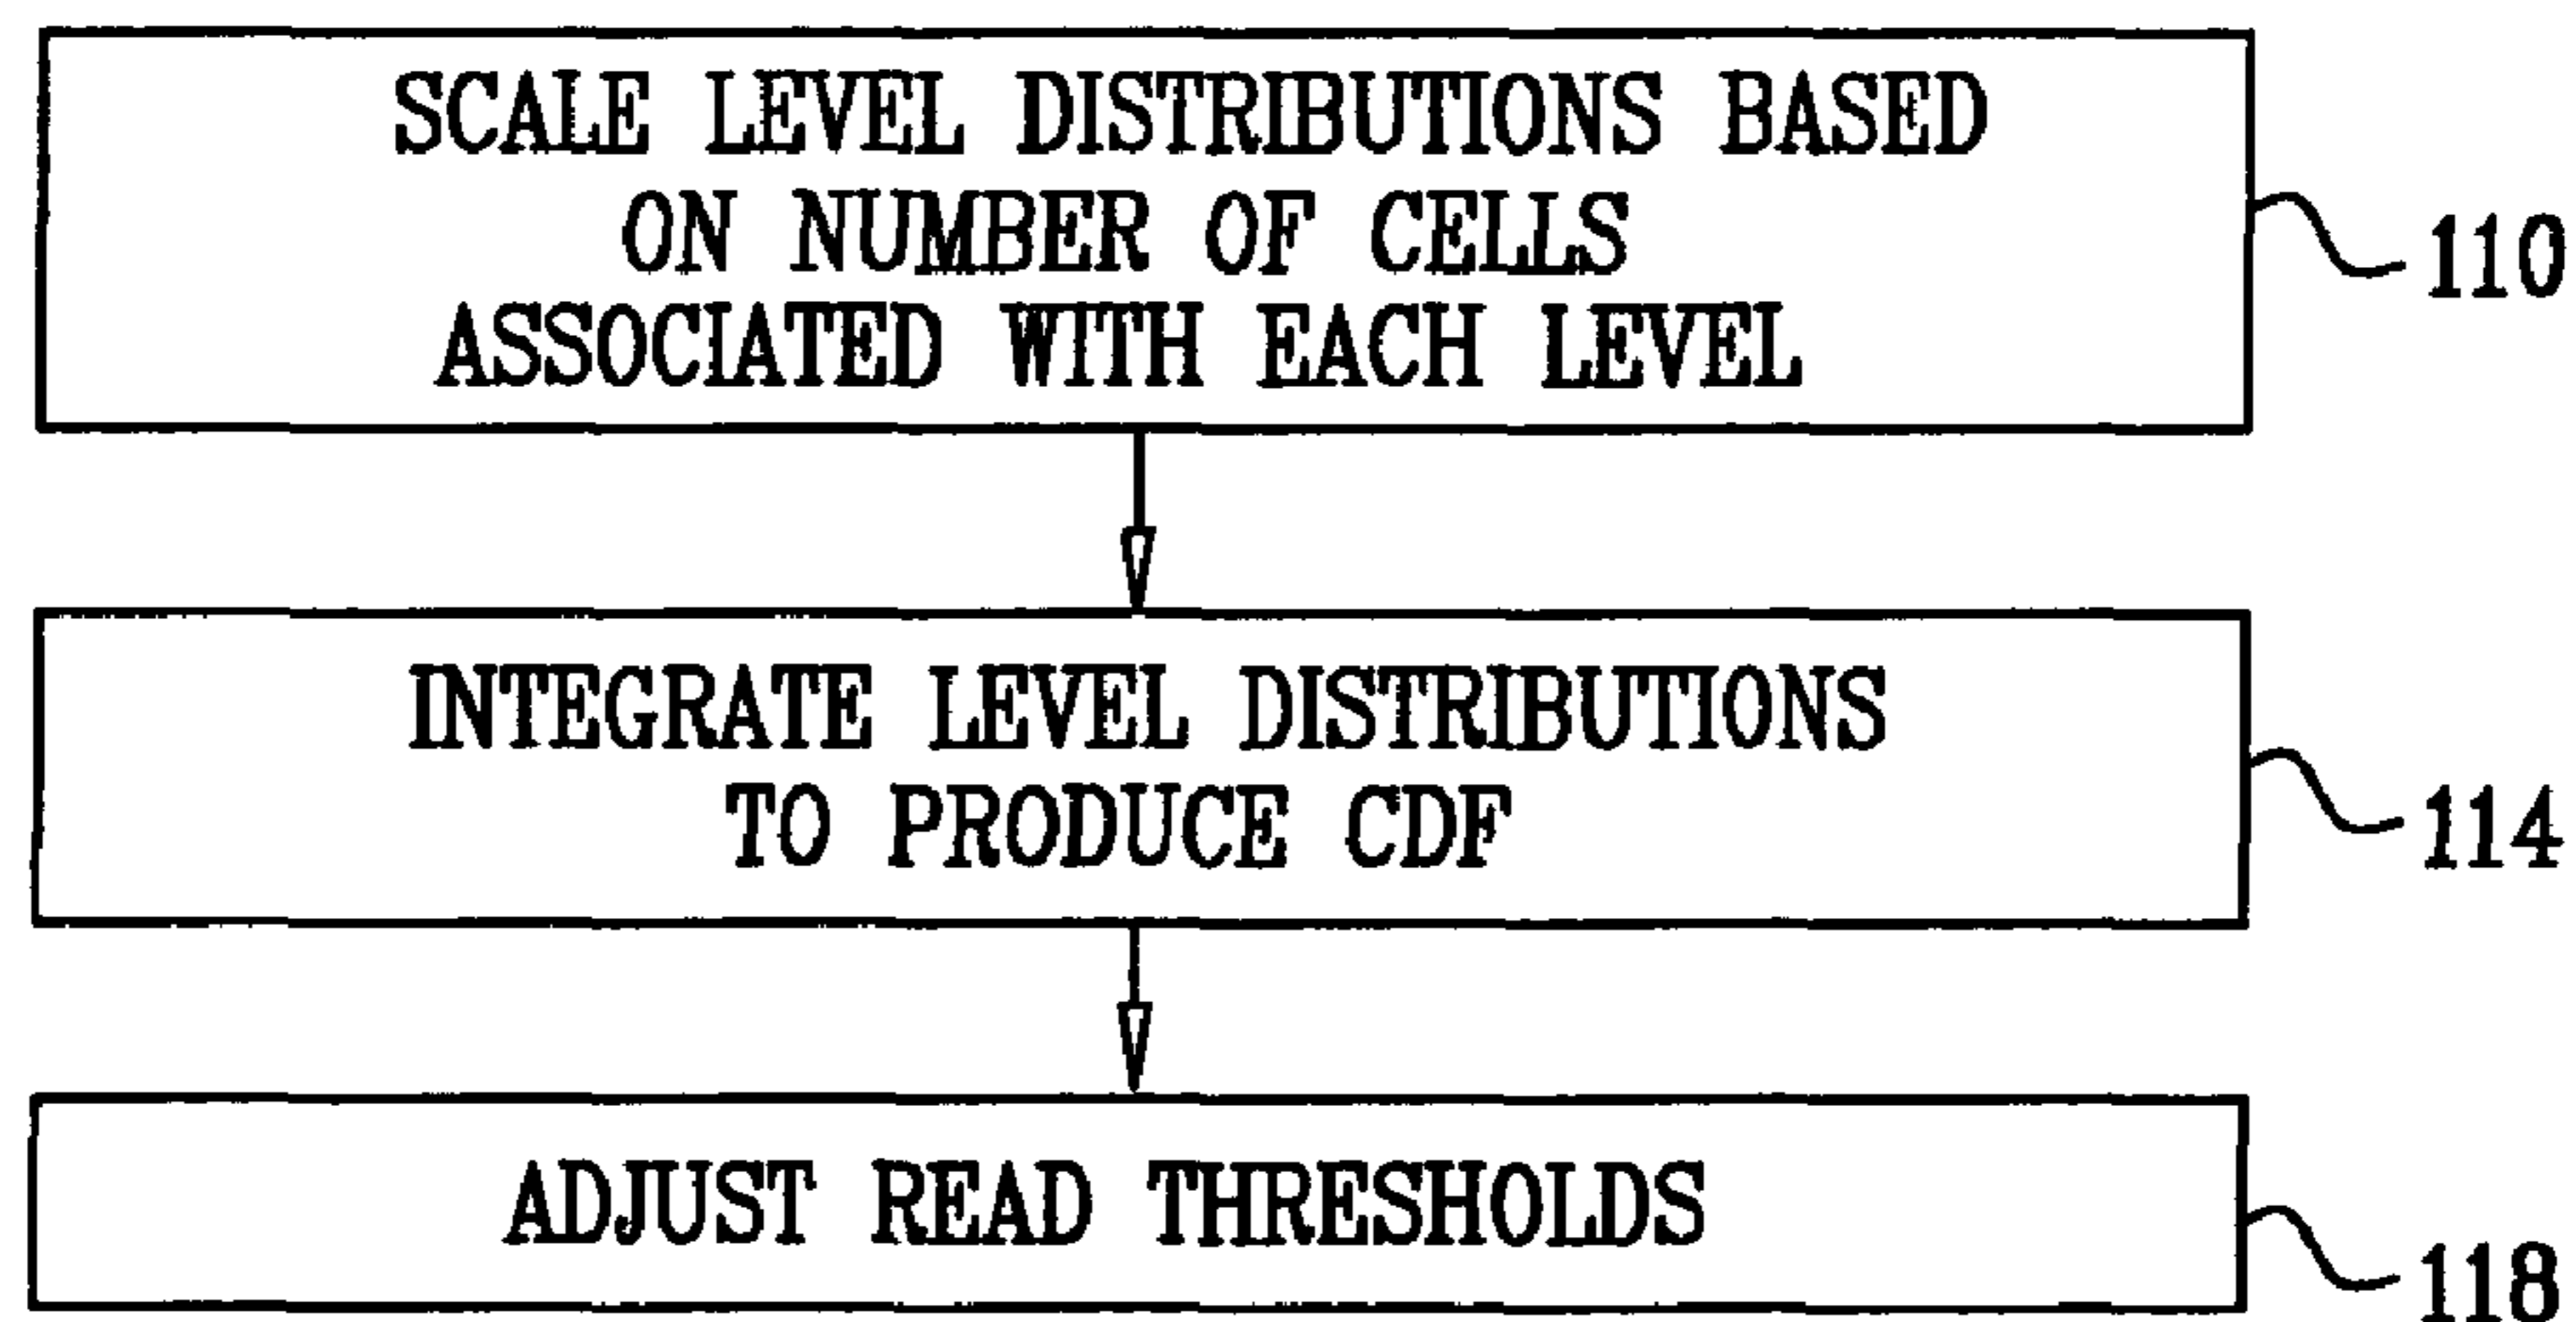 SCALE LEVEL DISTRIBUTIONS BASED
ON NUMBER OF CELLS
ASSOCIATED WITH EACH LEVEL
110
INTEGRATE LEVEL DISTRIBUTIONS
TO PRODUCE CDF
114
ADJUST READ THRESHOLDS
118